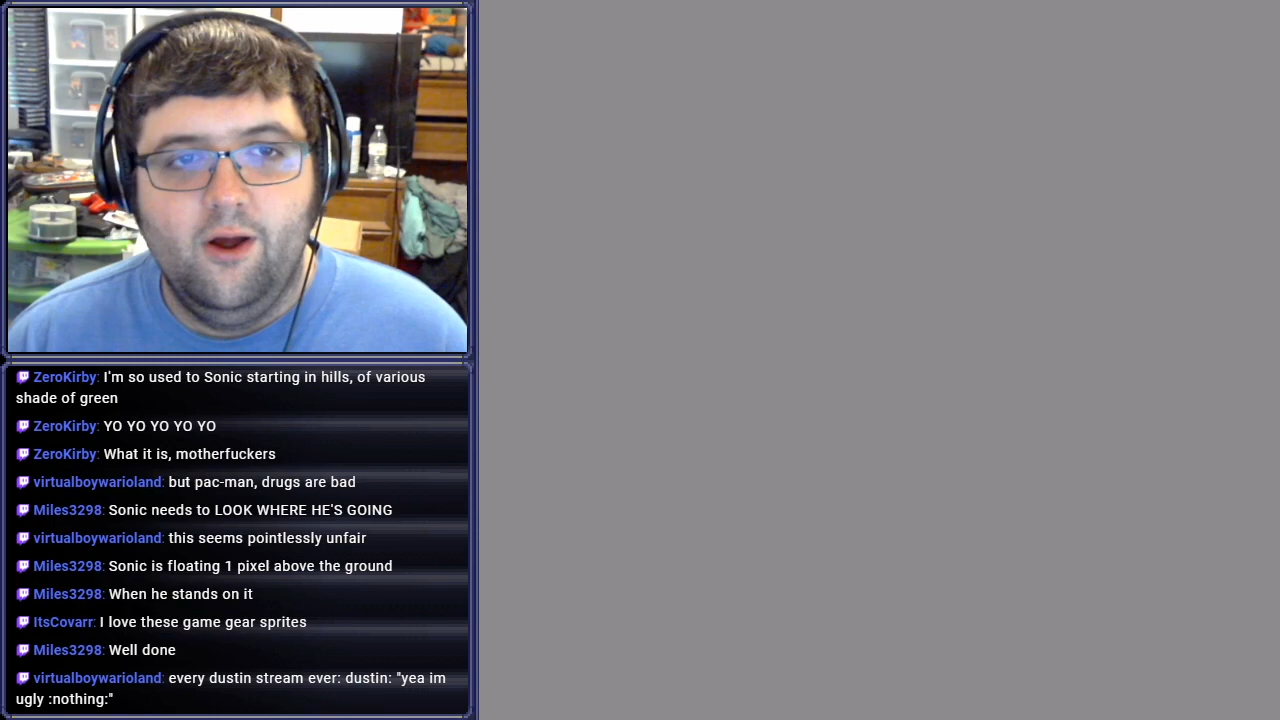 ZeroKirby: I'm so used to Sonic starting in hills, of various
shade of green
ZeroKirby: YO YO YO YO YO
ZeroKirby: What it is, motherfuckers
virtualboywarioland: but pac-man, drugs are bad
Miles3298: Sonic needs to LOOK WHERE HE'S GOING
virtualboywarioland: this seems pointlessly unfair
Miles3298: Sonic is floating 1 pixel above the ground
Miles3298: When he stands on it
ItsCovarr: I love these game gear sprites
Miles3298: Well done
virtualboywarioland: every dustin stream ever: dustin: "yea im
ugly :nothing:"